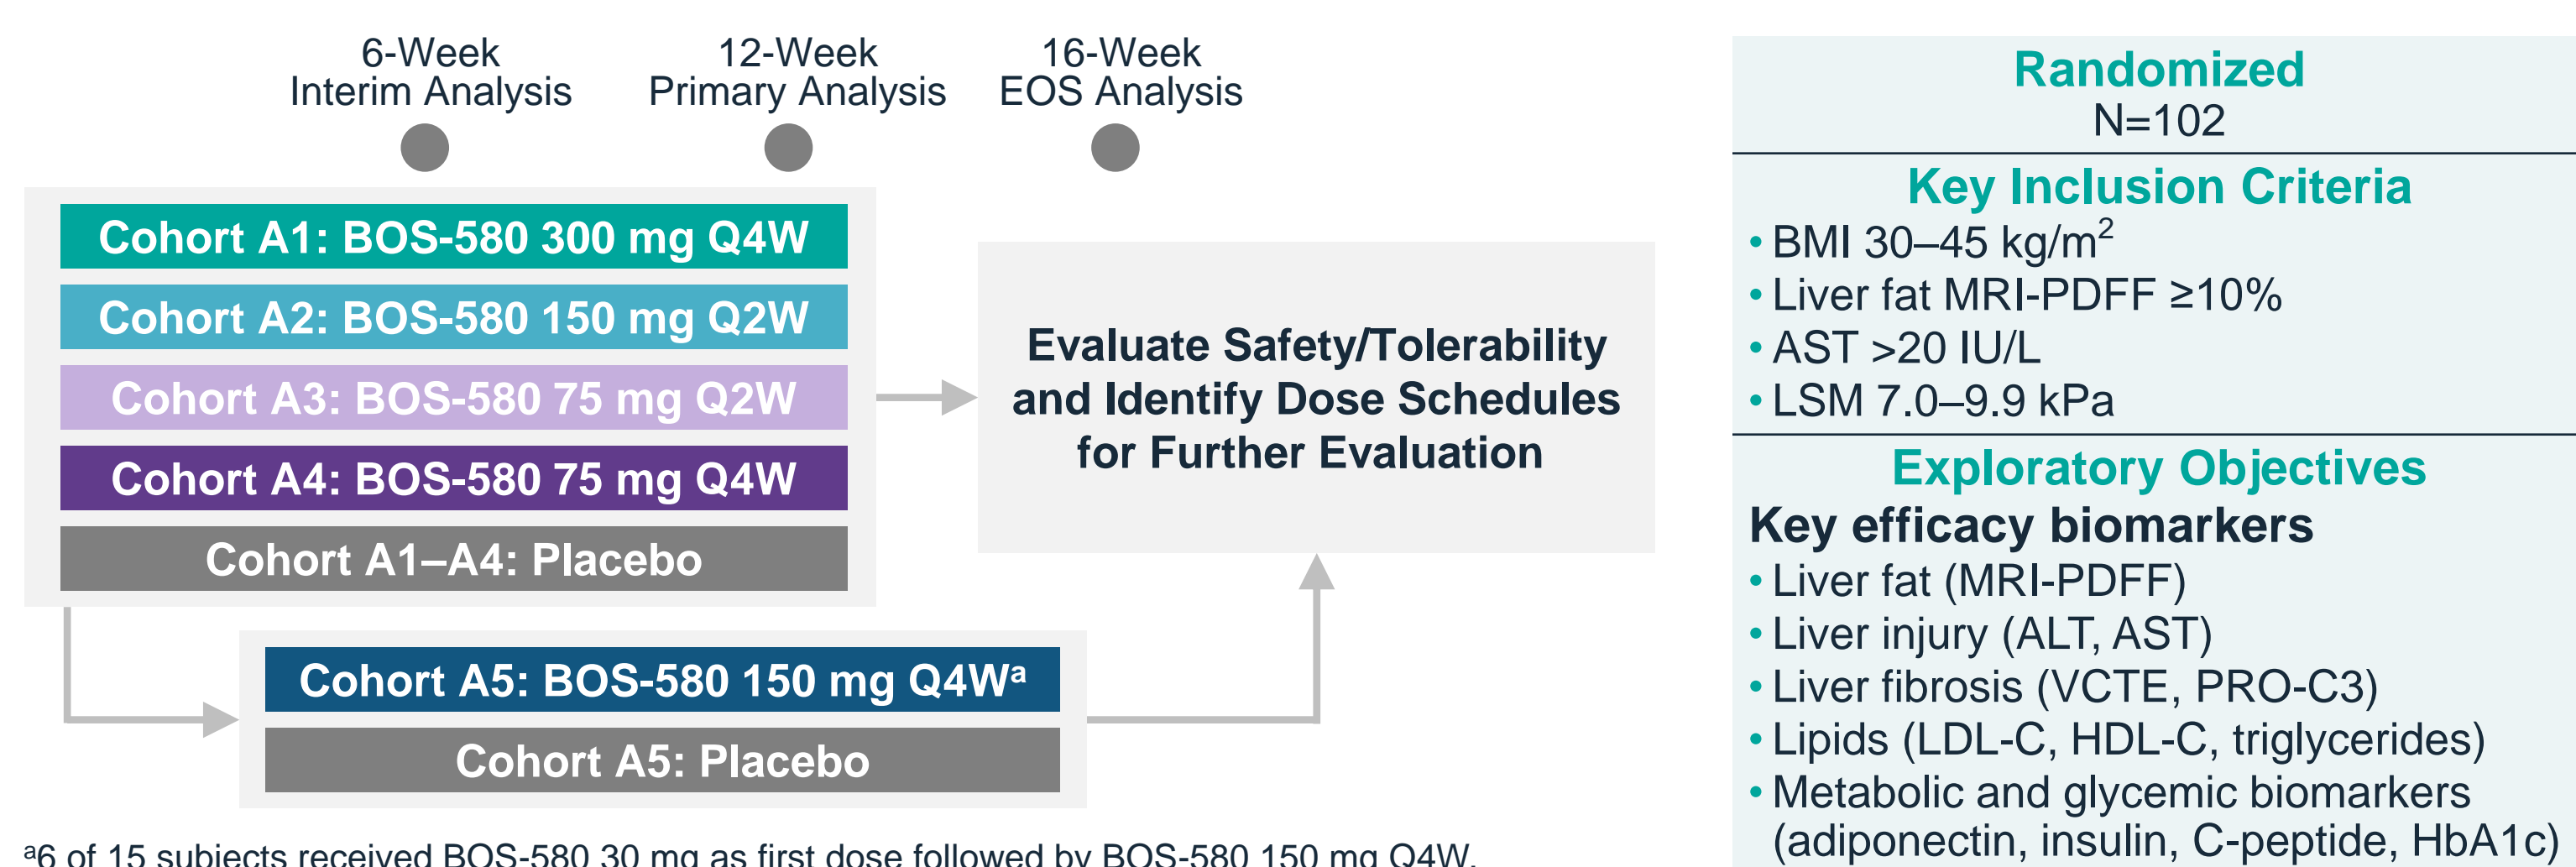 6-Week
Interim Analysis
12-Week
Primary Analysis
16-Week
EOS Analysis
Cohort A1: BOS-580 300 mg Q4W
Cohort A2: BOS-580 150 mg Q2W
Cohort A3: BOS-580 75 mg Q2W
Cohort A4: BOS-580 75 mg Q4W
Cohort A1–A4: Placebo
Evaluate Safety/Tolerability
and Identify Dose Schedules
for Further Evaluation
Cohort A5: BOS-580 150 mg Q4Wᵃ
Cohort A5: Placebo
ᵃ6 of 15 subjects received BOS-580 30 mg as first dose followed by BOS-580 150 mg Q4W.
Randomized
N=102
Key Inclusion Criteria
• BMI 30–45 kg/m²
• Liver fat MRI-PDFF ≥10%
• AST >20 IU/L
• LSM 7.0–9.9 kPa
Exploratory Objectives
Key efficacy biomarkers
• Liver fat (MRI-PDFF)
• Liver injury (ALT, AST)
• Liver fibrosis (VCTE, PRO-C3)
• Lipids (LDL-C, HDL-C, triglycerides)
• Metabolic and glycemic biomarkers
(adiponectin, insulin, C-peptide, HbA1c)